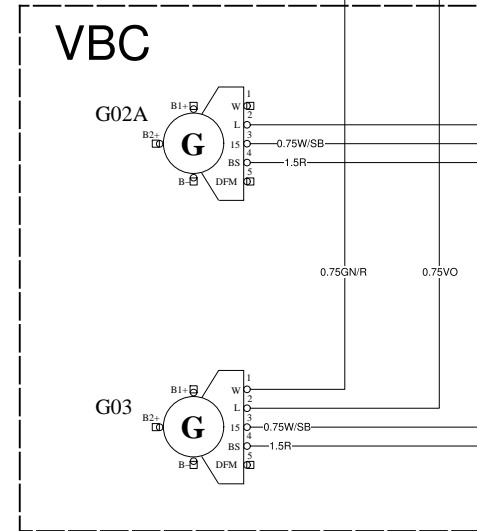 VBC
G02A
B1+
B2+
B-
G
W
L
15
BS
DFM
1
2
3
4
5
0.75W/SB
1.5R
0.75GN/R
0.75VO
G03
B1+
B2+
B-
G
W
L
15
BS
DFM
1
2
3
4
5
0.75W/SB
1.5R